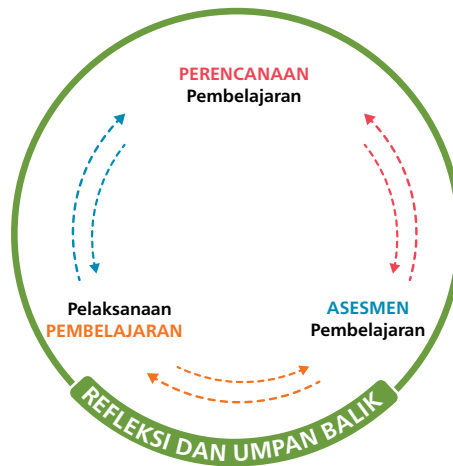 PERENCANAAN
Pembelajaran
Pelaksanaan
PEMBELAJARAN
ASESMEN
Pembelajaran
REFLEKSI DAN UMPAN BALIK